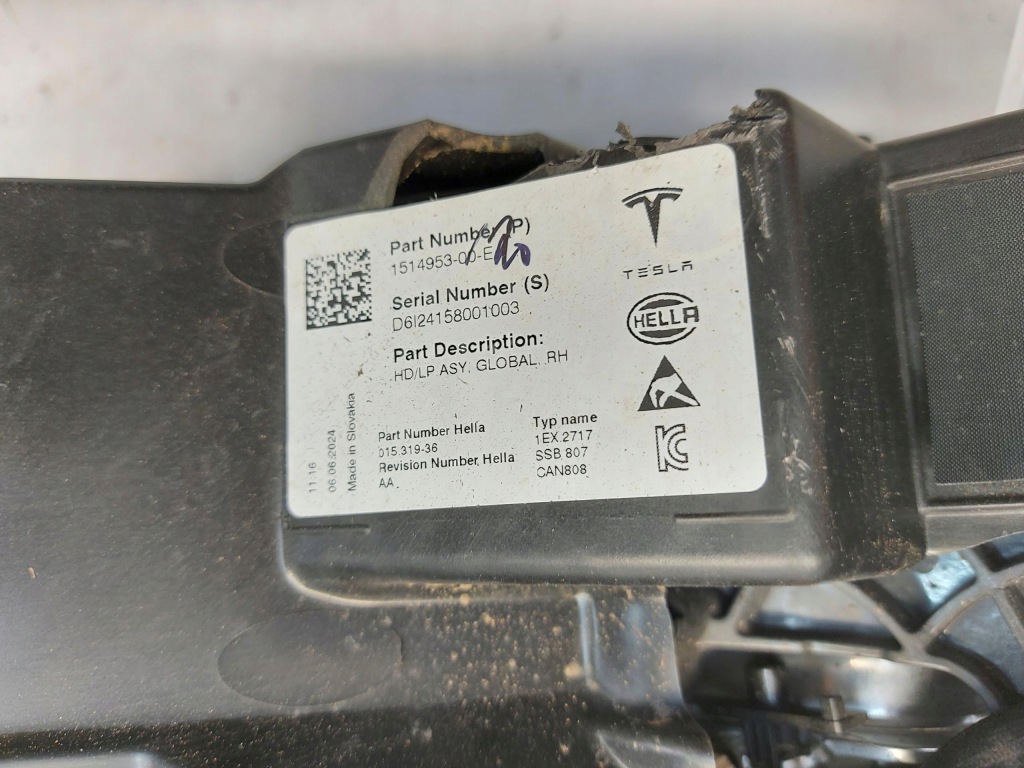 Part Number (P)
1514953-00-E
Serial Number (S)
D6I24158001003
Part Description:
HD/LP ASY, GLOBAL, RH
TESLA
HELLA
Part Number Hella
015.319-36
Revision Number Hella
AA
Typ name
1EX.2717
SSB 807
CAN808
11:16
06.06.2024
Made in Slovakia